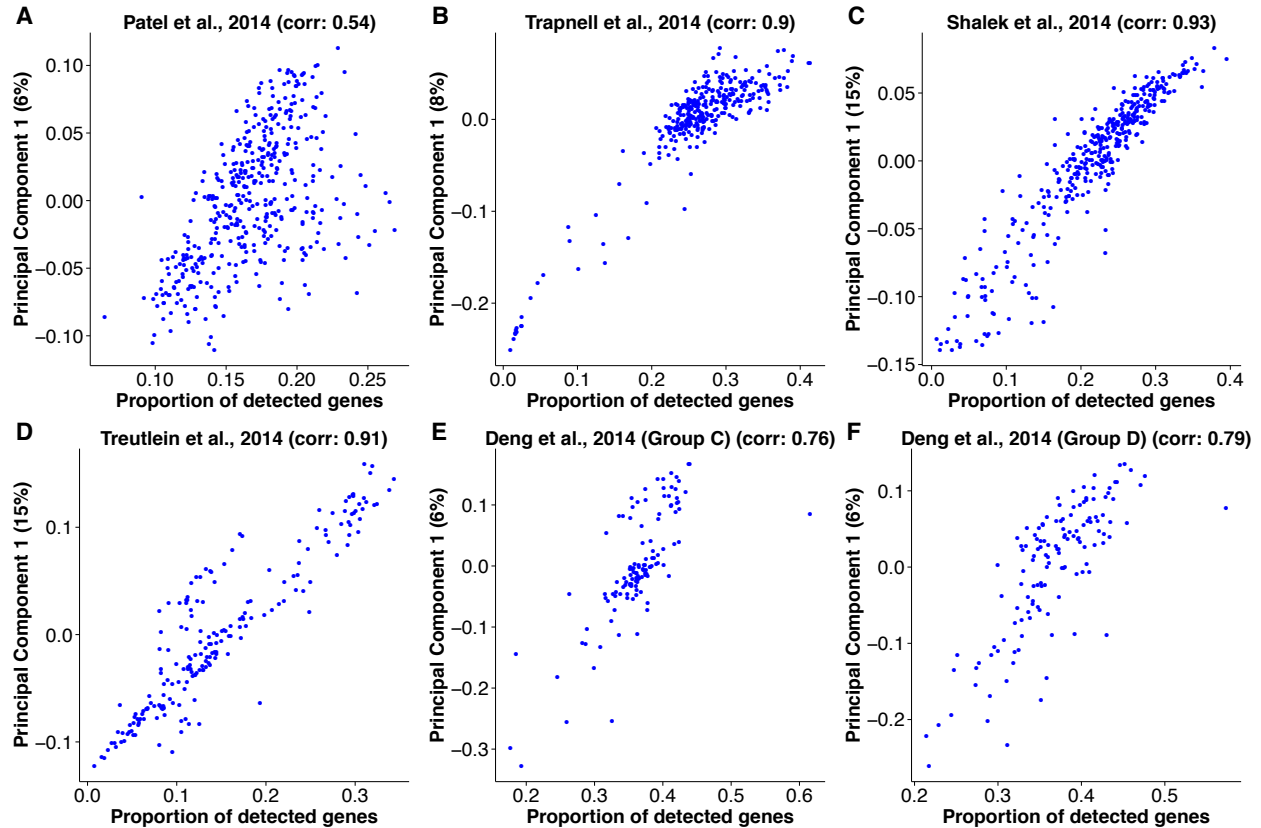 A
Patel et al., 2014 (corr: 0.54)
Principal Component 1 (6%)
0.10
0.05
0.00
−0.05
−0.10
0.10 0.15 0.20 0.25
Proportion of detected genes
B
Trapnell et al., 2014 (corr: 0.9)
Principal Component 1 (8%)
0.0
−0.1
−0.2
0.0 0.1 0.2 0.3 0.4
Proportion of detected genes
C
Shalek et al., 2014 (corr: 0.93)
Principal Component 1 (15%)
0.05
0.00
−0.05
−0.10
−0.15
0.0 0.1 0.2 0.3 0.4
Proportion of detected genes
D
Treutlein et al., 2014 (corr: 0.91)
Principal Component 1 (15%)
0.1
0.0
−0.1
0.0 0.1 0.2 0.3
Proportion of detected genes
E
Deng et al., 2014 (Group C) (corr: 0.76)
Principal Component 1 (6%)
0.1
0.0
−0.1
−0.2
−0.3
0.2 0.3 0.4 0.5 0.6
Proportion of detected genes
F
Deng et al., 2014 (Group D) (corr: 0.79)
Principal Component 1 (6%)
0.1
0.0
−0.1
−0.2
0.2 0.3 0.4 0.5
Proportion of detected genes